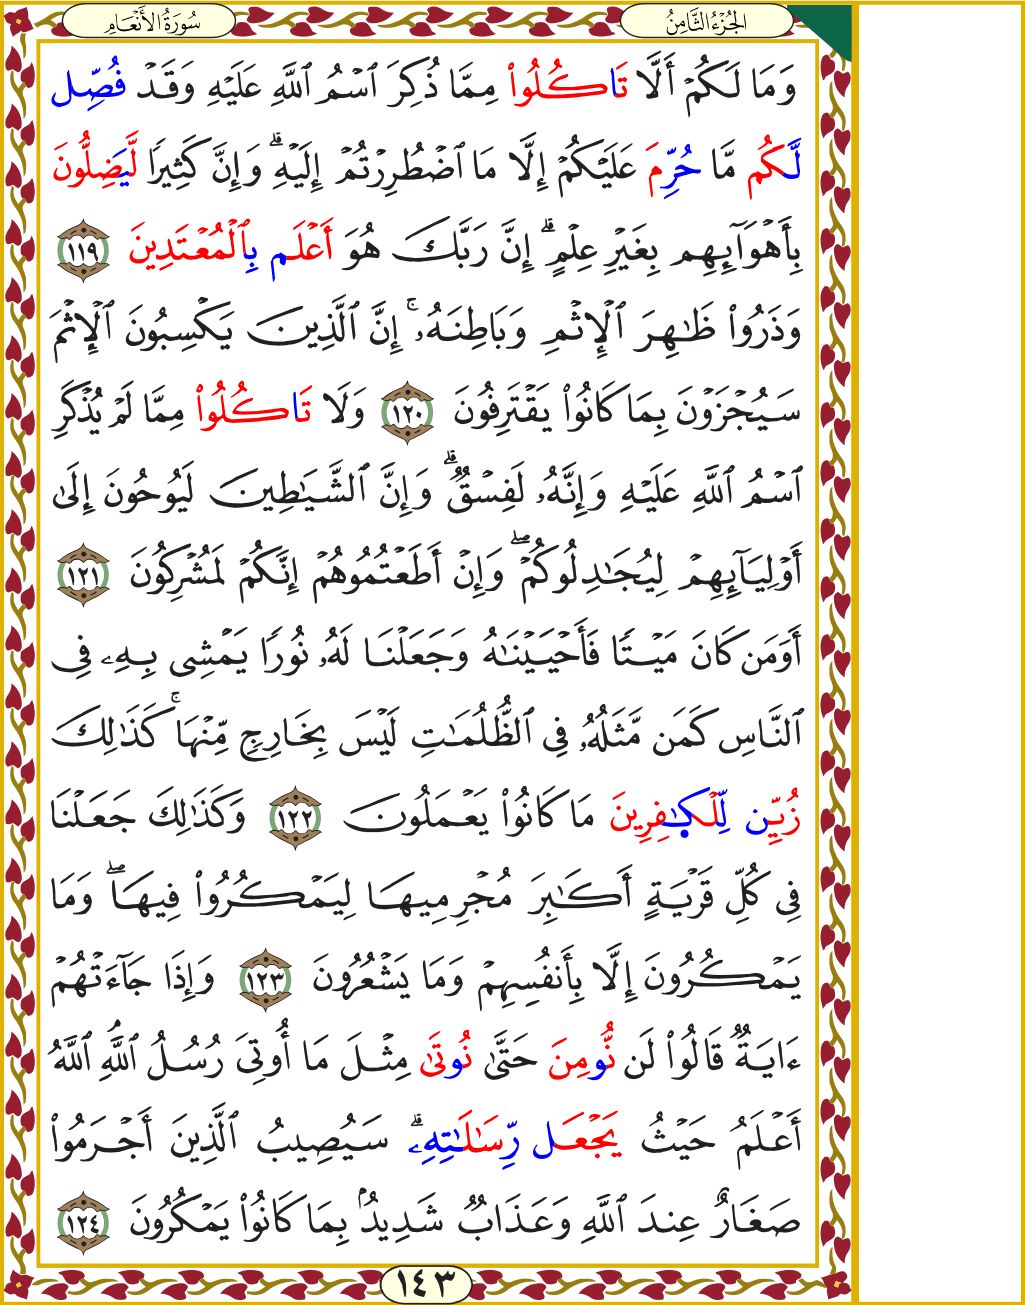 سُورَةُ الأَنْعَامِ
الجُزْءُ الثَّامِنُ
وَمَا لَكُمْ أَلَّا تَاكُلُوا۟ مِمَّا ذُكِرَ ٱسْمُ ٱللَّهِ عَلَيْهِ وَقَدْ فُصِّل
لَّكُم مَّا حُرِّمَ عَلَيْكُمْ إِلَّا مَا ٱضْطُرِرْتُمْ إِلَيْهِ ۗ وَإِنَّ كَثِيرًا لَّيَضِلُّونَ
بِأَهْوَآئِهِم بِغَيْرِ عِلْمٍ ۗ إِنَّ رَبَّكَ هُوَ أَعْلَم بِٱلْمُعْتَدِينَ ١١٩
وَذَرُوا۟ ظَٰهِرَ ٱلْإِثْمِ وَبَاطِنَهُۥٓ ۚ إِنَّ ٱلَّذِينَ يَكْسِبُونَ ٱلْإِثْمَ
سَيُجْزَوْنَ بِمَا كَانُوا۟ يَقْتَرِفُونَ ١٢٠ وَلَا تَاكُلُوا۟ مِمَّا لَمْ يُذْكَرِ
ٱسْمُ ٱللَّهِ عَلَيْهِ وَإِنَّهُۥ لَفِسْقٌ ۗ وَإِنَّ ٱلشَّيَٰطِينَ لَيُوحُونَ إِلَىٰ
أَوْلِيَآئِهِمْ لِيُجَٰدِلُوكُمْ ۖ وَإِنْ أَطَعْتُمُوهُمْ إِنَّكُمْ لَمُشْرِكُونَ ١٢١
أَوَمَن كَانَ مَيْتًا فَأَحْيَيْنَٰهُ وَجَعَلْنَا لَهُۥ نُورًا يَمْشِى بِهِۦ فِى
ٱلنَّاسِ كَمَن مَّثَلُهُۥ فِى ٱلظُّلُمَٰتِ لَيْسَ بِخَارِجٍ مِّنْهَا ۚ كَذَٰلِكَ
زُيِّن لِّلْكَٰفِرِينَ مَا كَانُوا۟ يَعْمَلُونَ ١٢٢ وَكَذَٰلِكَ جَعَلْنَا
فِى كُلِّ قَرْيَةٍ أَكَٰبِرَ مُجْرِمِيهَا لِيَمْكُرُوا۟ فِيهَا ۖ وَمَا
يَمْكُرُونَ إِلَّا بِأَنفُسِهِمْ وَمَا يَشْعُرُونَ ١٢٣ وَإِذَا جَآءَتْهُمْ
ءَايَةٌ قَالُوا۟ لَن نُّومِنَ حَتَّىٰ نُوتَىٰ مِثْلَ مَا أُوتِىَ رُسُلُ ٱللَّهِ ۘ ٱللَّهُ
أَعْلَمُ حَيْثُ يَجْعَل رِّسَالَٰتِهِۦ ۗ سَيُصِيبُ ٱلَّذِينَ أَجْرَمُوا۟
صَغَارٌ عِندَ ٱللَّهِ وَعَذَابٌ شَدِيدٌۢ بِمَا كَانُوا۟ يَمْكُرُونَ ١٢٤
١٤٣